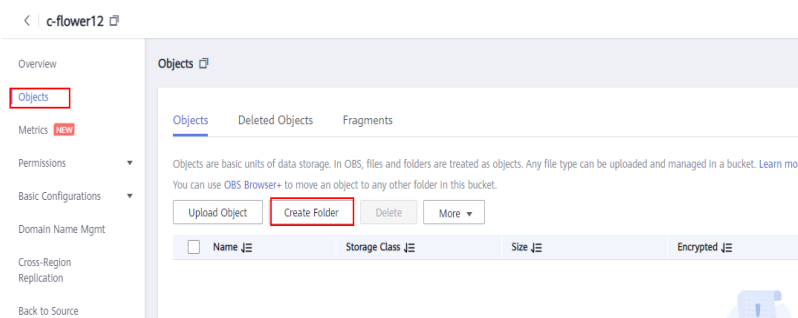 c-flower12
Overview
Objects
Metrics NEW
Permissions
Basic Configurations
Domain Name Mgmt
Cross-Region
Replication
Back to Source
Objects
Objects Deleted Objects Fragments
Objects are basic units of data storage. In OBS, files and folders are treated as objects. Any file type can be uploaded and managed in a bucket. Learn mo
You can use OBS Browser+ to move an object to any other folder in this bucket.
Upload Object Create Folder Delete More
Name Storage Class Size Encrypted